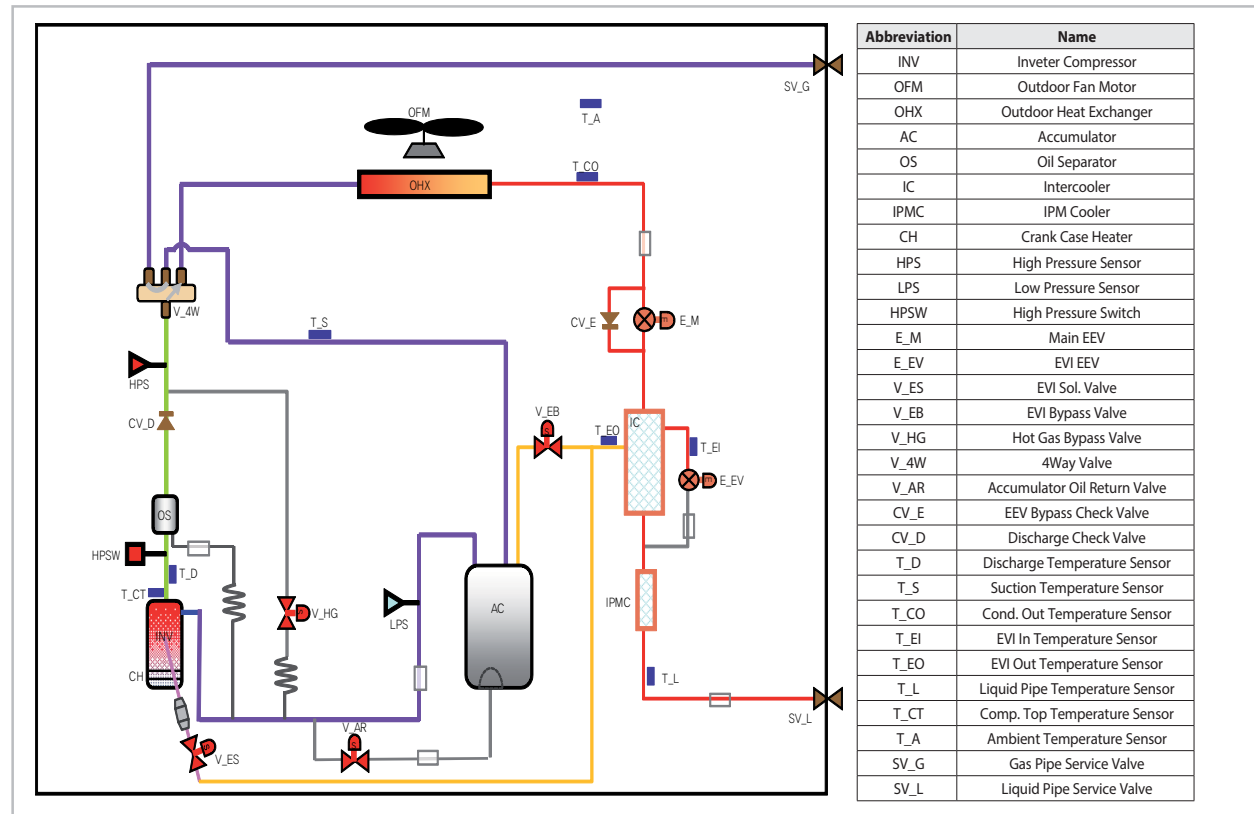 SV_G
OFM
T_A
T_CO
OHX
V_4W
T_S
CV_E
E_M
HPS
CV_D
V_EB
T_EO
IC
T_EI
E_EV
OS
HPSW
T_D
T_CT
INV
CH
V_HG
LPS
AC
IPMC
T_L
SV_L
V_AR
V_ES
S
S
S
S
E
E
Abbreviation Name
INV Inveter Compressor
OFM Outdoor Fan Motor
OHX Outdoor Heat Exchanger
AC Accumulator
OS Oil Separator
IC Intercooler
IPMC IPM Cooler
CH Crank Case Heater
HPS High Pressure Sensor
LPS Low Pressure Sensor
HPSW High Pressure Switch
E_M Main EEV
E_EV EVI EEV
V_ES EVI Sol. Valve
V_EB EVI Bypass Valve
V_HG Hot Gas Bypass Valve
V_4W 4Way Valve
V_AR Accumulator Oil Return Valve
CV_E EEV Bypass Check Valve
CV_D Discharge Check Valve
T_D Discharge Temperature Sensor
T_S Suction Temperature Sensor
T_CO Cond. Out Temperature Sensor
T_EI EVI In Temperature Sensor
T_EO EVI Out Temperature Sensor
T_L Liquid Pipe Temperature Sensor
T_CT Comp. Top Temperature Sensor
T_A Ambient Temperature Sensor
SV_G Gas Pipe Service Valve
SV_L Liquid Pipe Service Valve